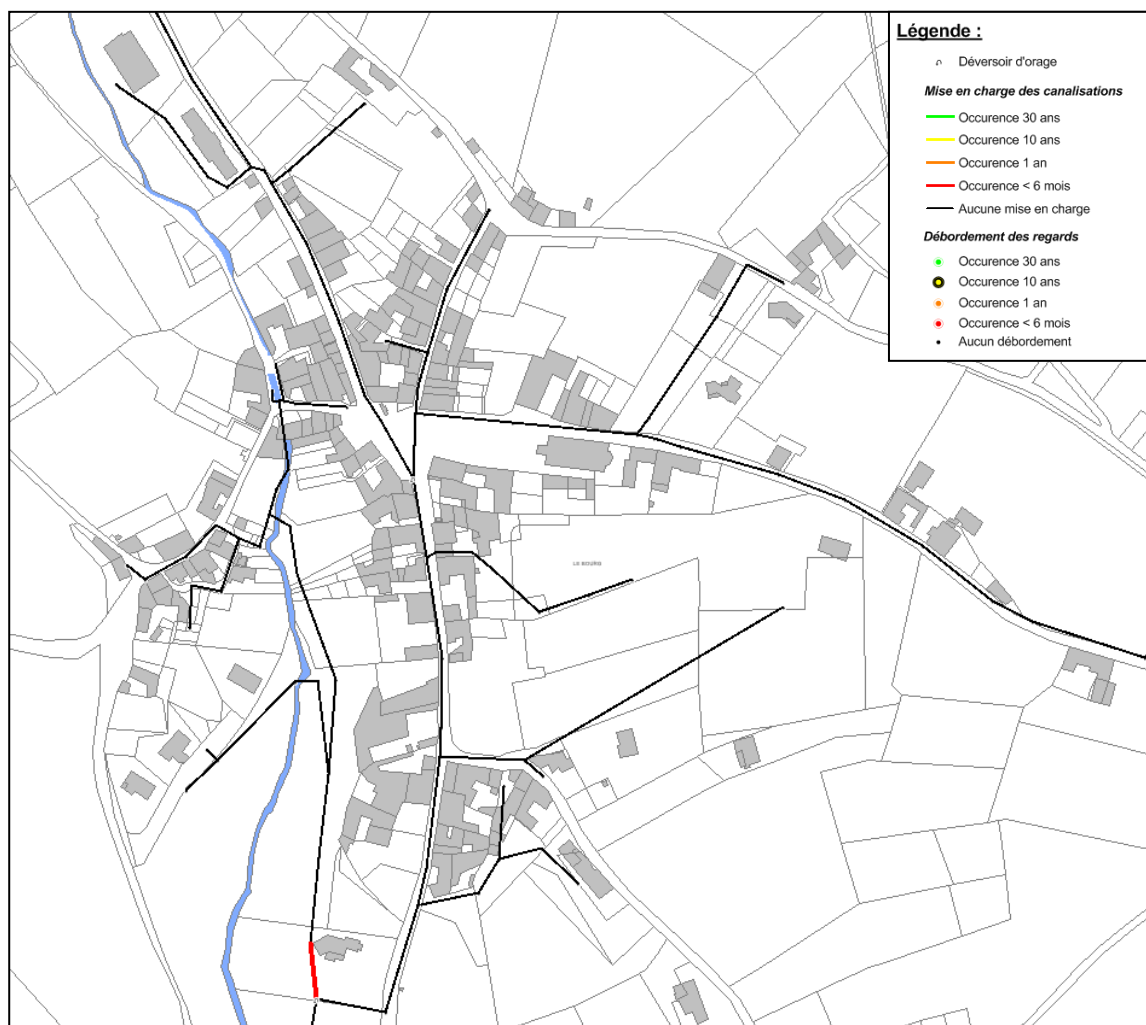 Légende :
Déversoir d'orage
Mise en charge des canalisations
Occurence 30 ans
Occurence 10 ans
Occurence 1 an
Occurence < 6 mois
Aucune mise en charge
Débordement des regards
Occurence 30 ans
Occurence 10 ans
Occurence 1 an
Occurence < 6 mois
Aucun débordement
LE BOURG